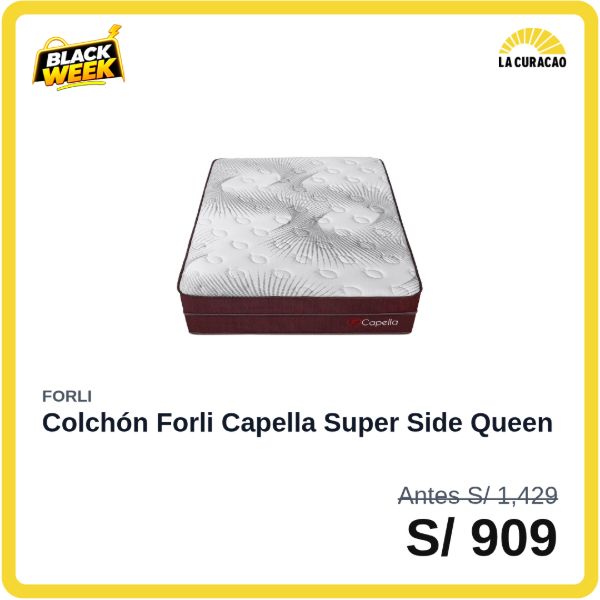 BLACK
WEEK
LA CURACAO
Capella
FORLI
Colchón Forli Capella Super Side Queen
Antes S/ 1,429
S/ 909